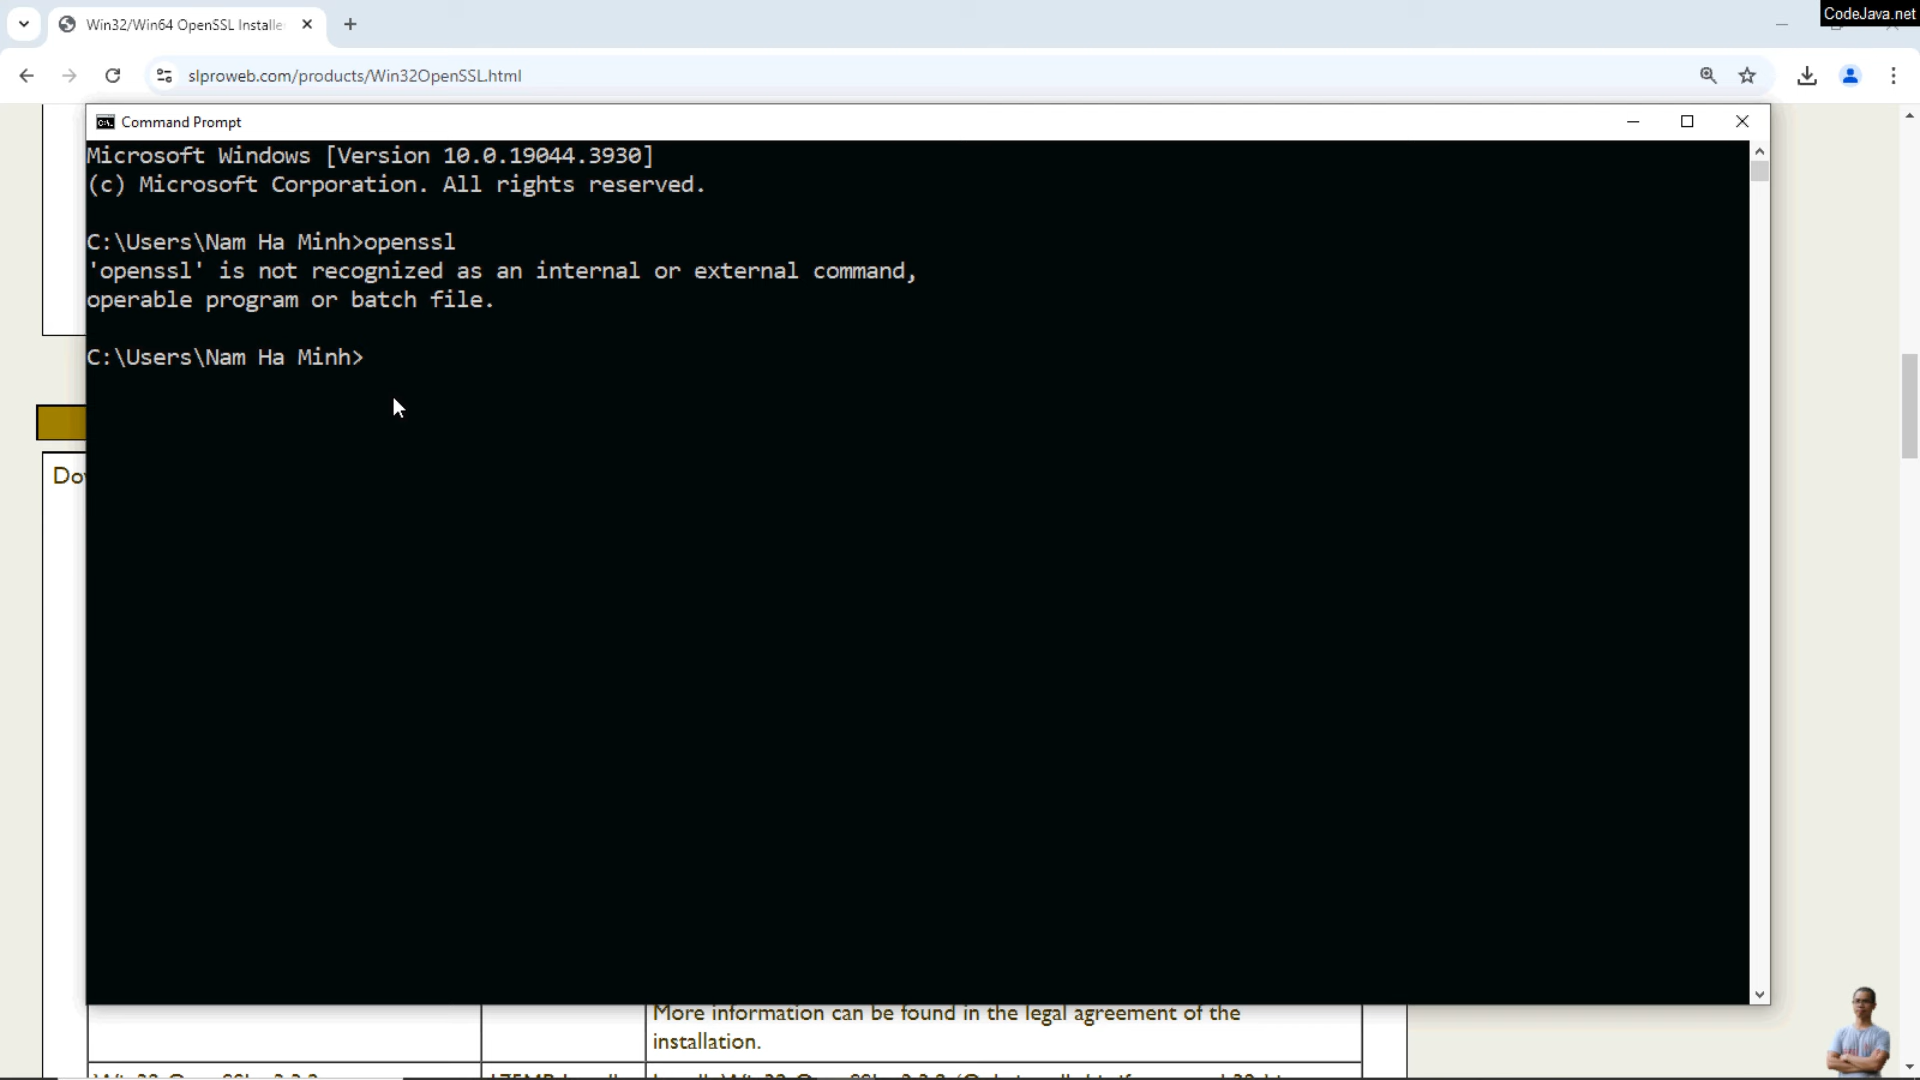 CodeJava.net
Win32/Win64 OpenSSL Installe
slproweb.com/products/Win32OpenSSL.html
Command Prompt
Microsoft Windows [Version 10.0.19044.3930]
(c) Microsoft Corporation. All rights reserved.
C:\Users\Nam Ha Minh>openssl
'openssl' is not recognized as an internal or external command,
operable program or batch file.
C:\Users\Nam Ha Minh>
Do
More information can be found in the legal agreement of the
installation.